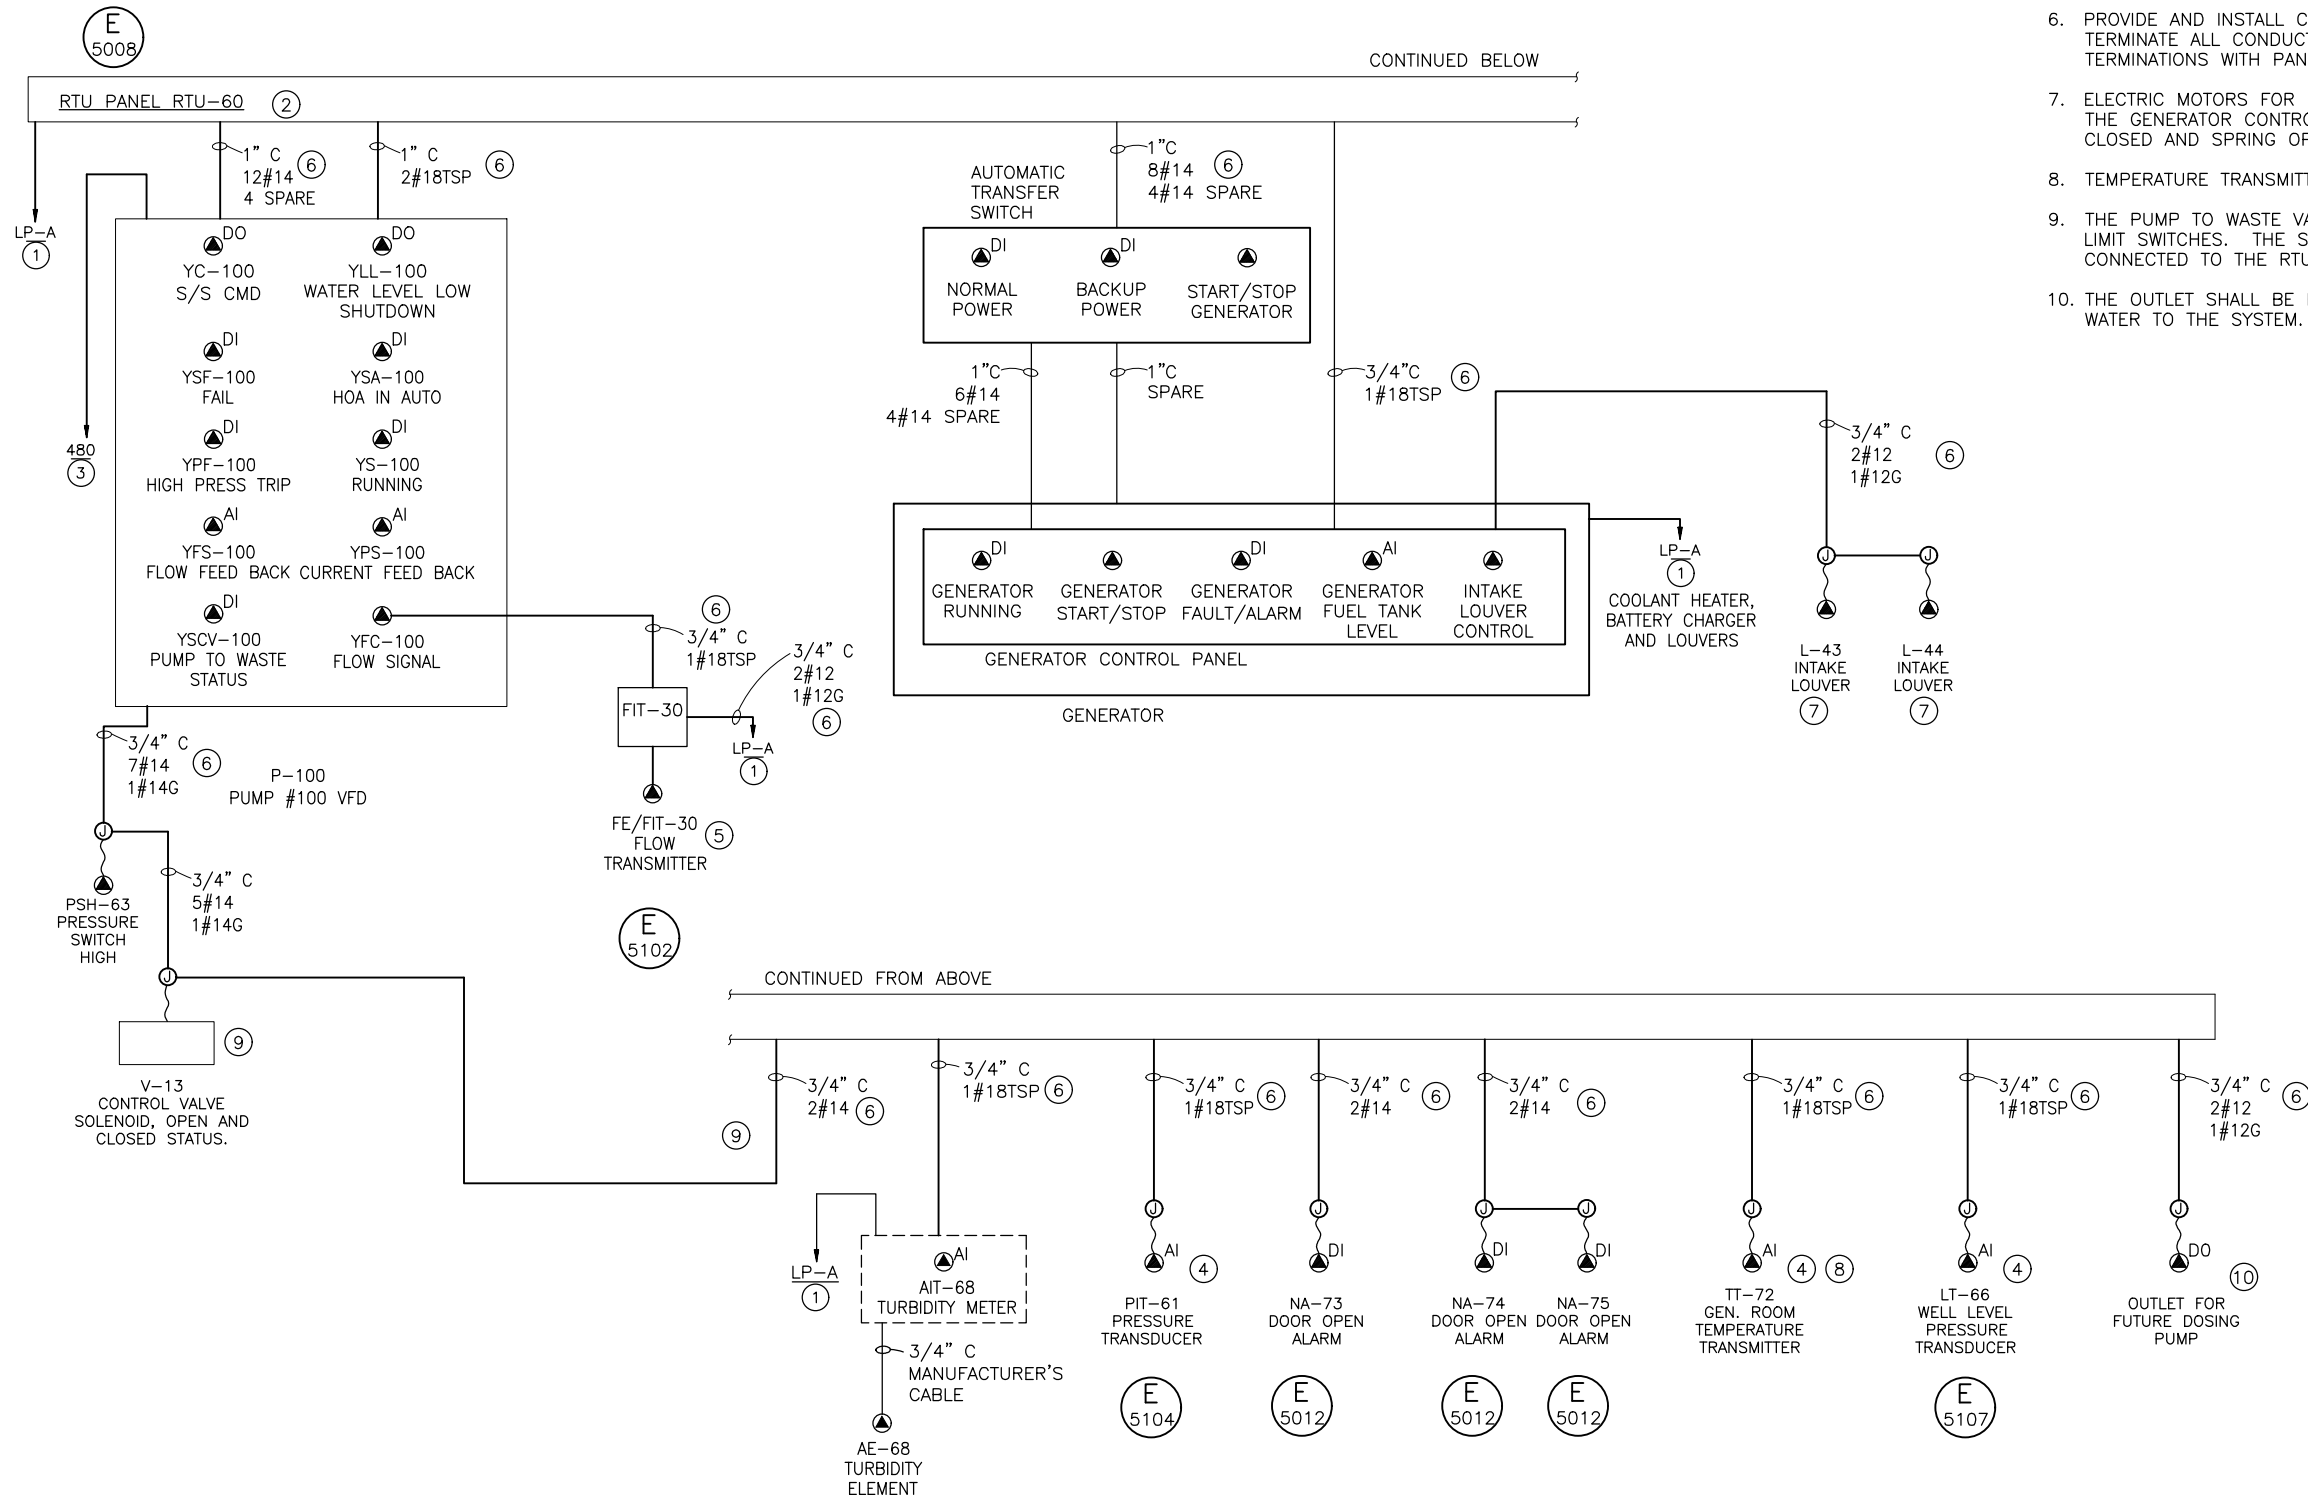 E
5008
CONTINUED BELOW
RTU PANEL RTU-60
2
LP-A
1
1" C
12#14
4 SPARE
6
1" C
2#18TSP
6
480
3
DO
YC-100
S/S CMD
DO
YLL-100
WATER LEVEL LOW
SHUTDOWN
DI
YSF-100
FAIL
DI
YSA-100
HOA IN AUTO
DI
YPF-100
HIGH PRESS TRIP
DI
YS-100
RUNNING
AI
YFS-100
FLOW FEED BACK
AI
YPS-100
CURRENT FEED BACK
DI
YSCV-100
PUMP TO WASTE
STATUS
YFC-100
FLOW SIGNAL
3/4" C
7#14
1#14G
6
P-100
PUMP #100 VFD
J
PSH-63
PRESSURE
SWITCH
HIGH
3/4" C
5#14
1#14G
J
9
V-13
CONTROL VALVE
SOLENOID, OPEN AND
CLOSED STATUS.
6
3/4" C
1#18TSP
3/4" C
2#12
1#12G
6
FIT-30
LP-A
1
FE/FIT-30
FLOW
TRANSMITTER
5
E
5102
AUTOMATIC
TRANSFER
SWITCH
1"C
8#14
4#14 SPARE
6
DI
NORMAL
POWER
DI
BACKUP
POWER
START/STOP
GENERATOR
1"C
6#14
4#14 SPARE
1"C
SPARE
3/4"C
1#18TSP
6
DI
GENERATOR
RUNNING
GENERATOR
START/STOP
DI
GENERATOR
FAULT/ALARM
AI
GENERATOR
FUEL TANK
LEVEL
INTAKE
LOUVER
CONTROL
GENERATOR CONTROL PANEL
GENERATOR
LP-A
1
COOLANT HEATER,
BATTERY CHARGER
AND LOUVERS
3/4" C
2#12
1#12G
6
J
J
L-43
INTAKE
LOUVER
7
L-44
INTAKE
LOUVER
7
6. PROVIDE AND INSTALL C
TERMINATE ALL CONDUCT
TERMINATIONS WITH PAN
7. ELECTRIC MOTORS FOR
THE GENERATOR CONTRO
CLOSED AND SPRING OP
8. TEMPERATURE TRANSMITT
9. THE PUMP TO WASTE VA
LIMIT SWITCHES. THE S
CONNECTED TO THE RTU
10. THE OUTLET SHALL BE
WATER TO THE SYSTEM.
CONTINUED FROM ABOVE
3/4" C
2#14
6
9
3/4" C
1#18TSP
6
LP-A
1
AI
AIT-68
TURBIDITY METER
3/4" C
MANUFACTURER'S
CABLE
AE-68
TURBIDITY
ELEMENT
3/4" C
1#18TSP
6
J
AI
4
PIT-61
PRESSURE
TRANSDUCER
E
5104
3/4" C
2#14
6
J
DI
NA-73
DOOR OPEN
ALARM
E
5012
3/4" C
2#14
6
J
DI
NA-74
DOOR OPEN
ALARM
E
5012
J
DI
NA-75
DOOR OPEN
ALARM
E
5012
3/4" C
1#18TSP
6
J
AI
4
8
TT-72
GEN. ROOM
TEMPERATURE
TRANSMITTER
3/4" C
1#18TSP
6
J
AI
4
LT-66
WELL LEVEL
PRESSURE
TRANSDUCER
E
5107
3/4" C
2#12
1#12G
6
J
DO
10
OUTLET FOR
FUTURE DOSING
PUMP